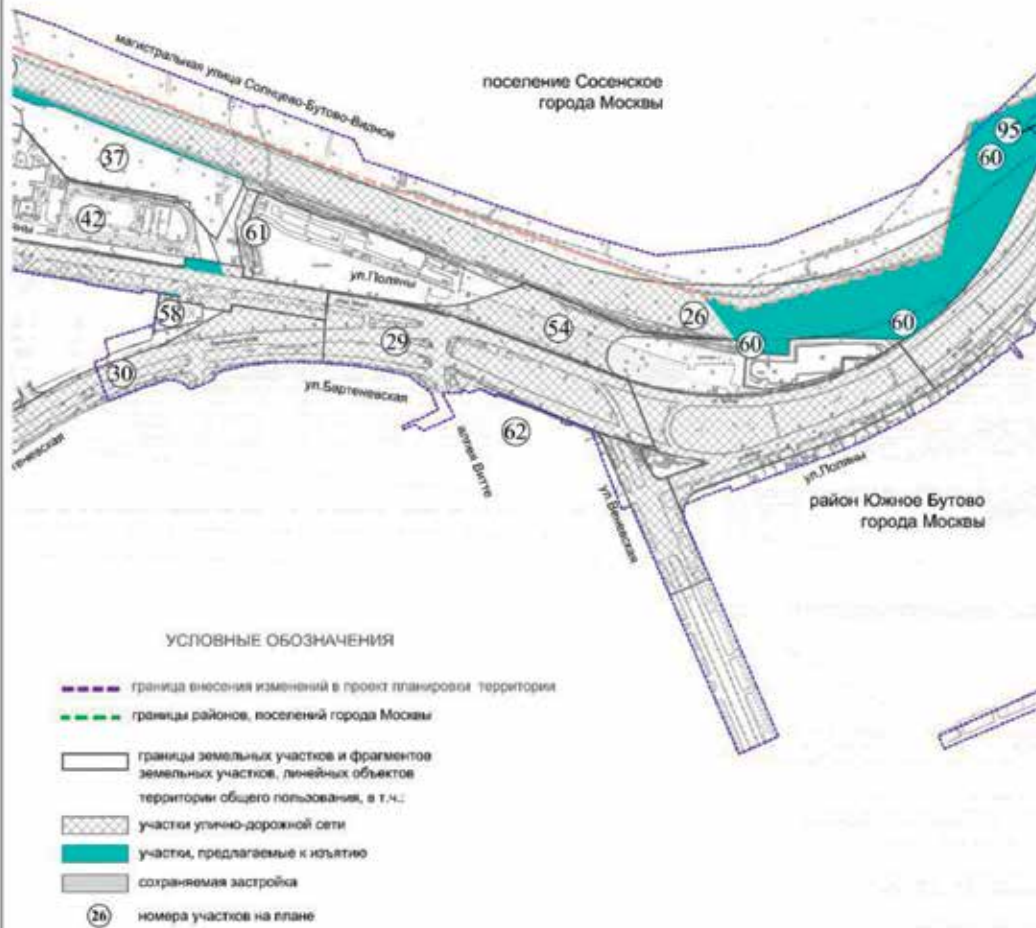 магистральная улица Солнцево-Бутово-Видное
поселение Сосенское
города Москвы
95
60
37
42
61
ул.Поляны
58
29
54
26
60
60
30
ул.Бартеневская
62
аллея Витте
ул.Веневская
ул.Поляны
район Южное Бутово
города Москвы
УСЛОВНЫЕ ОБОЗНАЧЕНИЯ
граница внесения изменений в проект планировки территории
границы районов, поселений города Москвы
границы земельных участков и фрагментов
земельных участков, линейных объектов
территории общего пользования, в т.ч.:
участки улично-дорожной сети
участки, предлагаемые к изъятию
сохраняемая застройка
26 номера участков на плане